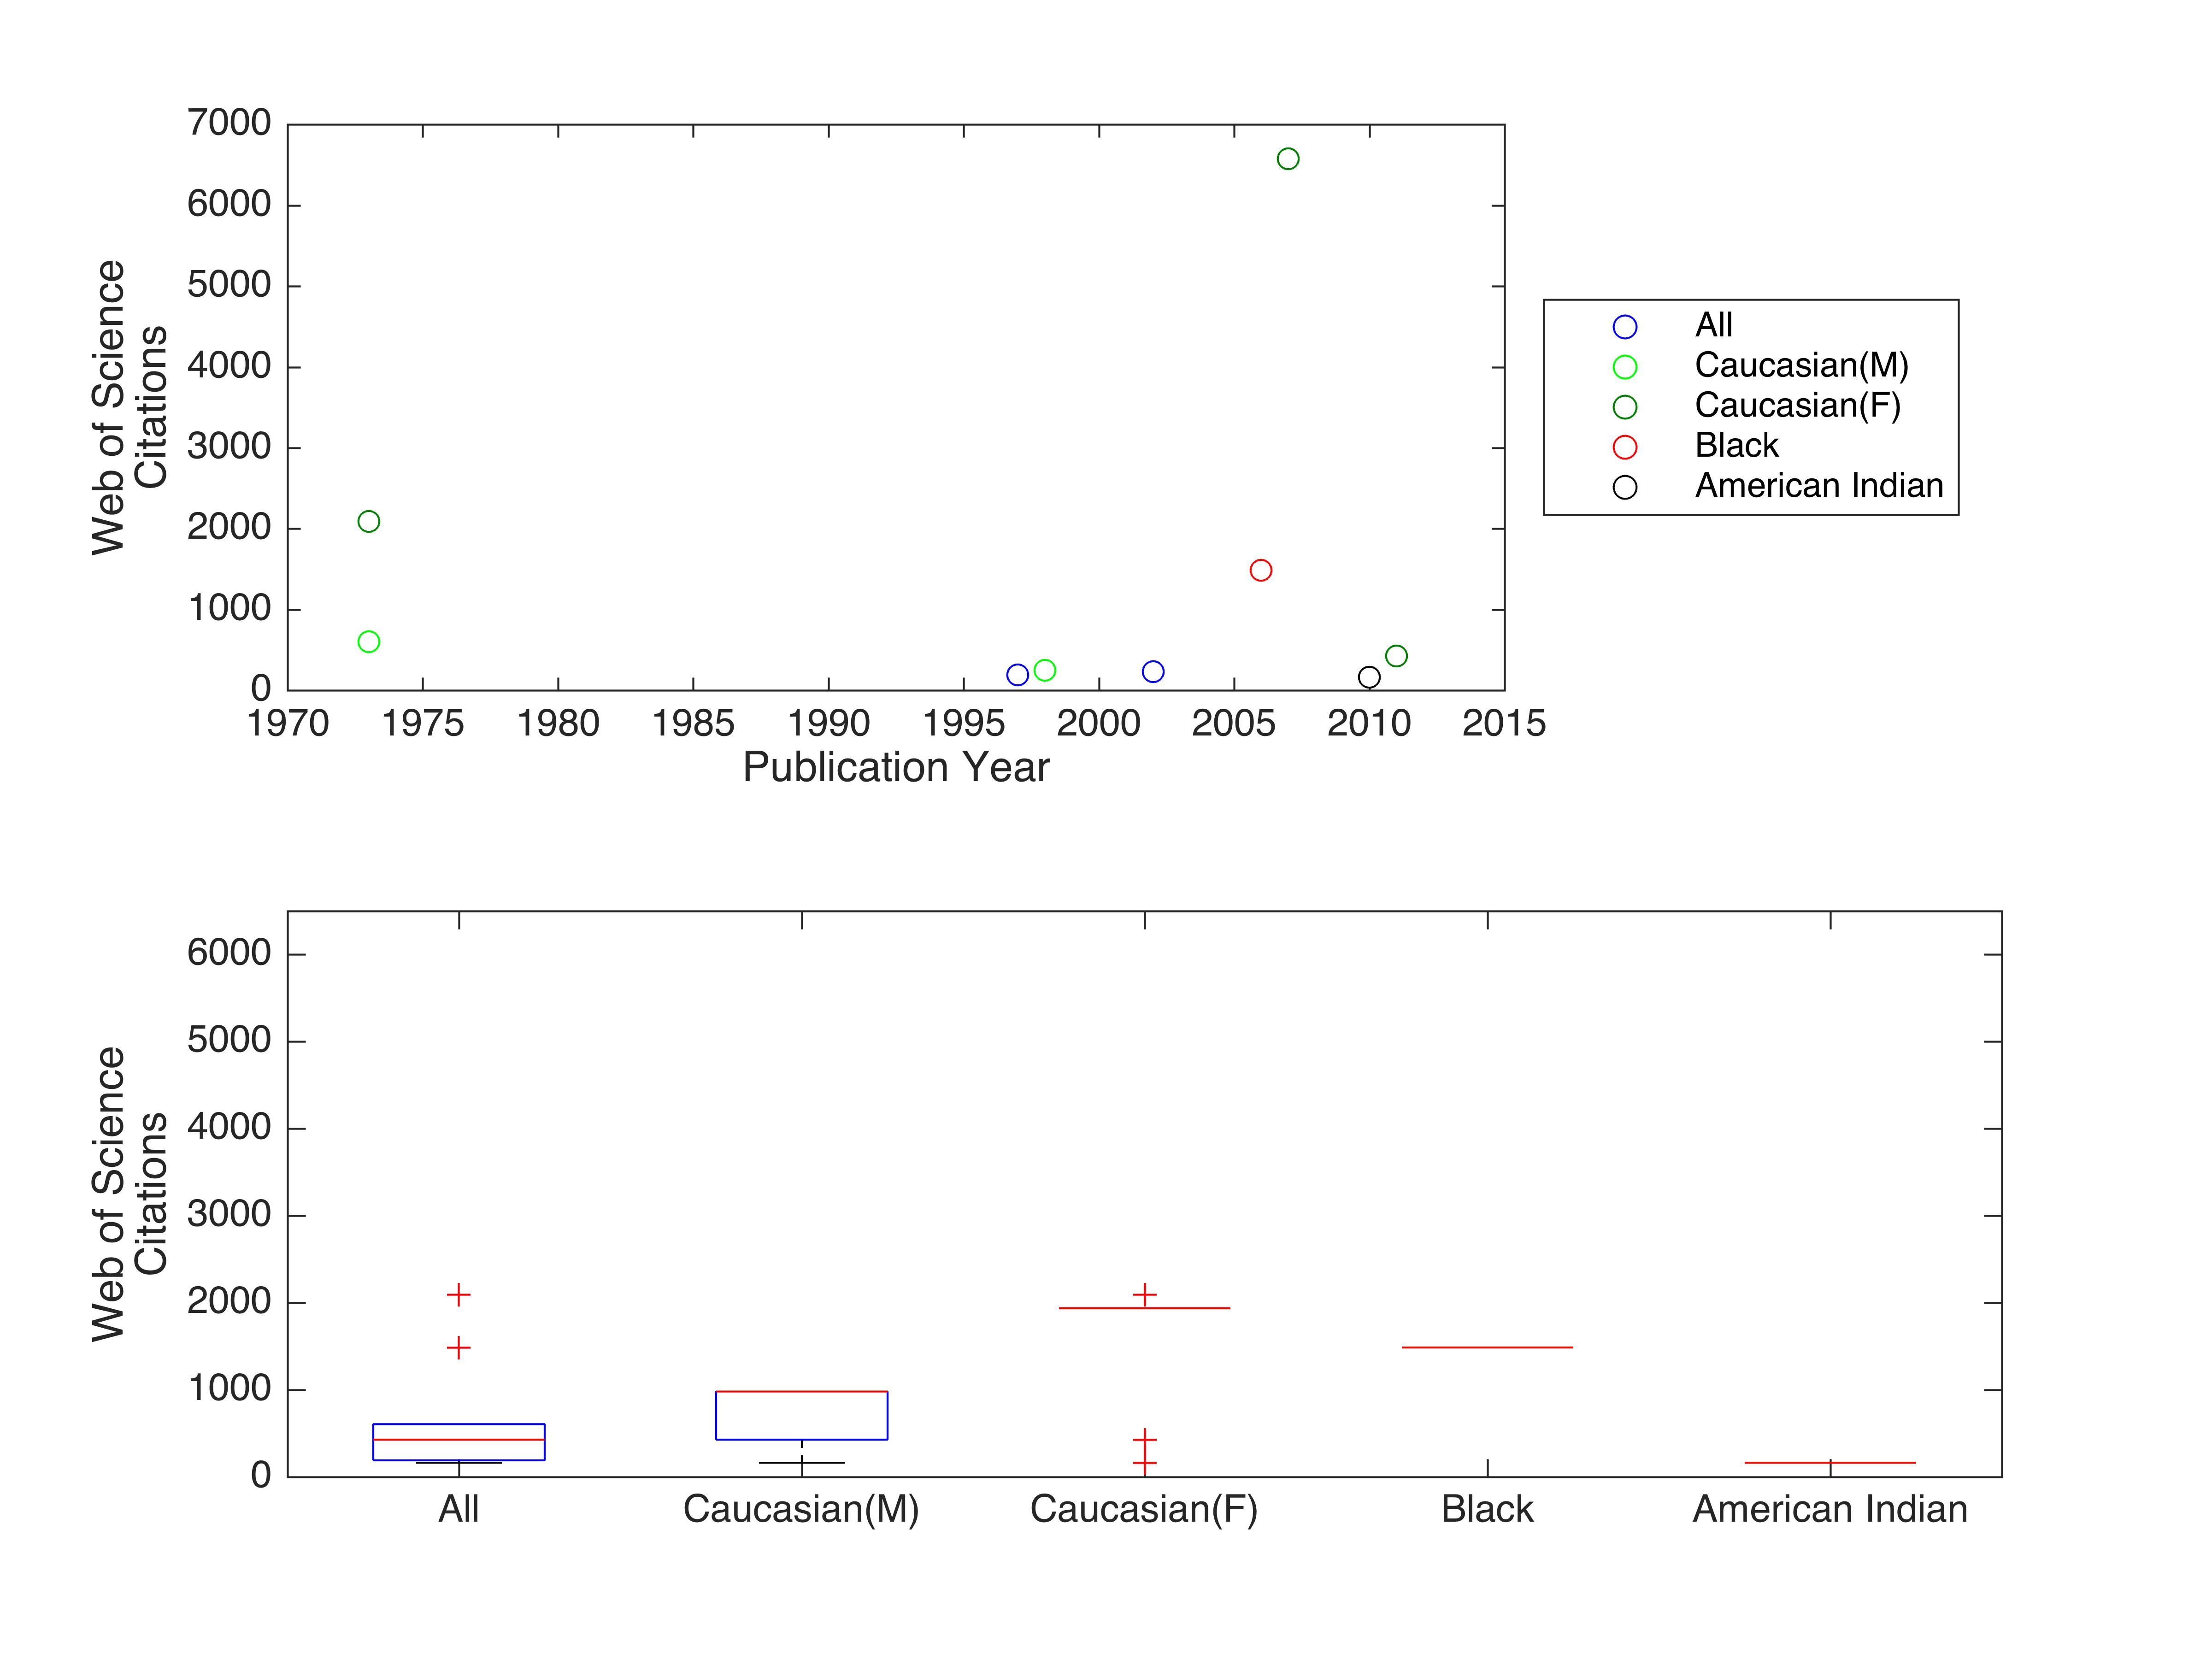 7000
6000
5000
4000
3000
2000
1000
0
Web of Science
Citations
1970 1975 1980 1985 1990 1995 2000 2005 2010 2015
Publication Year
All
Caucasian(M)
Caucasian(F)
Black
American Indian
6000
5000
4000
3000
2000
1000
0
Web of Science
Citations
All Caucasian(M) Caucasian(F) Black American Indian